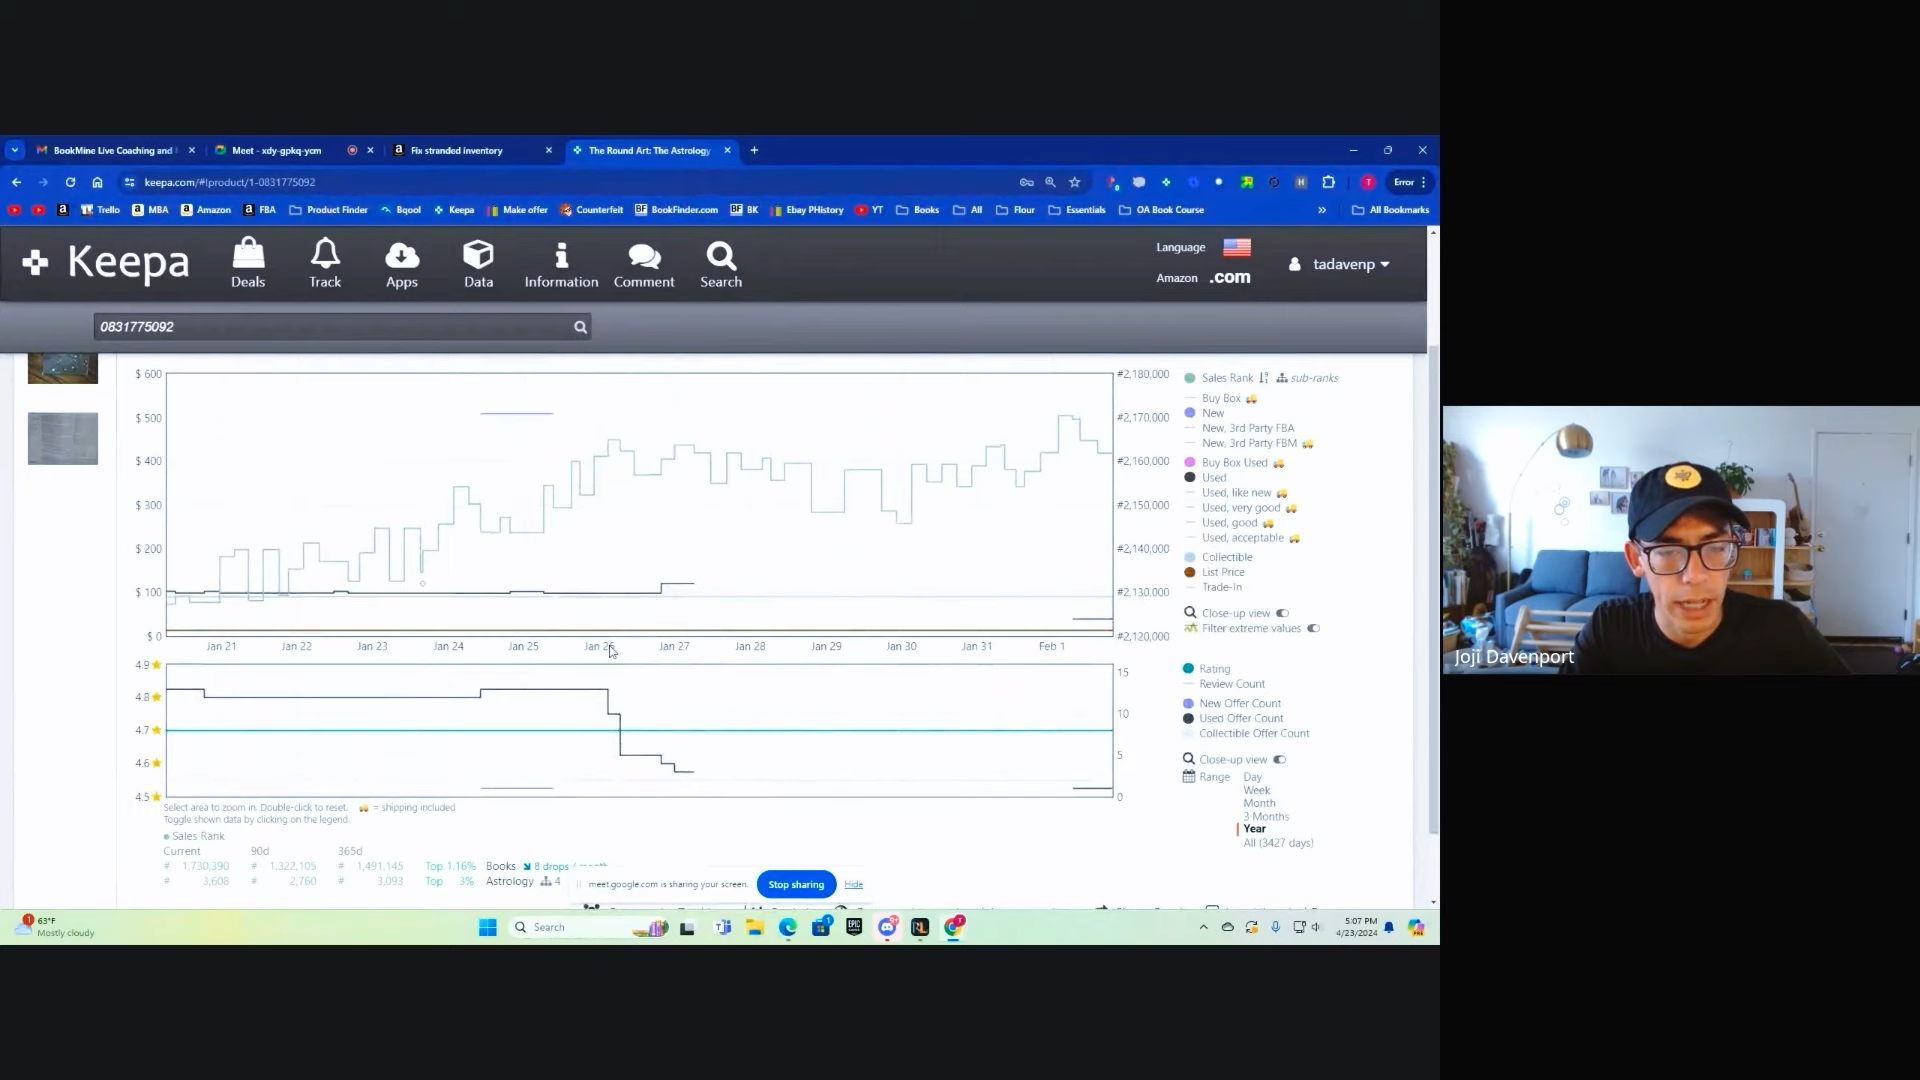 BookMine Live Coaching and
Meet - xdy-gpkq-ycm
Fix stranded inventory
The Round Art: The Astrology
keepa.com/#!product/1-0831775092
Error
Trello
MBA
Amazon
FBA
Product Finder
Bqool
Keepa
Make offer
Counterfeit
BookFinder.com
BK
Ebay PHistory
YT
Books
All
Flour
Essentials
OA Book Course
»
All Bookmarks
Keepa
Deals
Track
Apps
Data
Information
Comment
Search
Language
Amazon .com
tadavenp
0831775092
$ 600
$ 500
$ 400
$ 300
$ 200
$ 100
$ 0
#2,180,000
#2,170,000
#2,160,000
#2,150,000
#2,140,000
#2,130,000
#2,120,000
Jan 21 Jan 22 Jan 23 Jan 24 Jan 25 Jan 26 Jan 27 Jan 28 Jan 29 Jan 30 Jan 31 Feb 1
Sales Rank sub-ranks
Buy Box
New
New, 3rd Party FBA
New, 3rd Party FBM
Buy Box Used
Used
Used, like new
Used, very good
Used, good
Used, acceptable
Collectible
List Price
Trade-In
Close-up view
Filter extreme values
4.9
4.8
4.7
4.6
4.5
15
10
5
0
Rating
Review Count
New Offer Count
Used Offer Count
Collectible Offer Count
Close-up view
Range
Day
Week
Month
3 Months
Year
All (3427 days)
Select area to zoom in. Double-click to reset. = shipping included
Toggle shown data by clicking on the legend.
Sales Rank
Current 90d 365d
# 1,730,390 # 1,322,105 # 1,491,145 Top 1.16% Books 8 drops / month
# 3,608 # 2,760 # 3,093 Top 3% Astrology 4
meet.google.com is sharing your screen.
Stop sharing
Hide
Joji Davenport
63°F
Mostly cloudy
Search
5:07 PM
4/23/2024